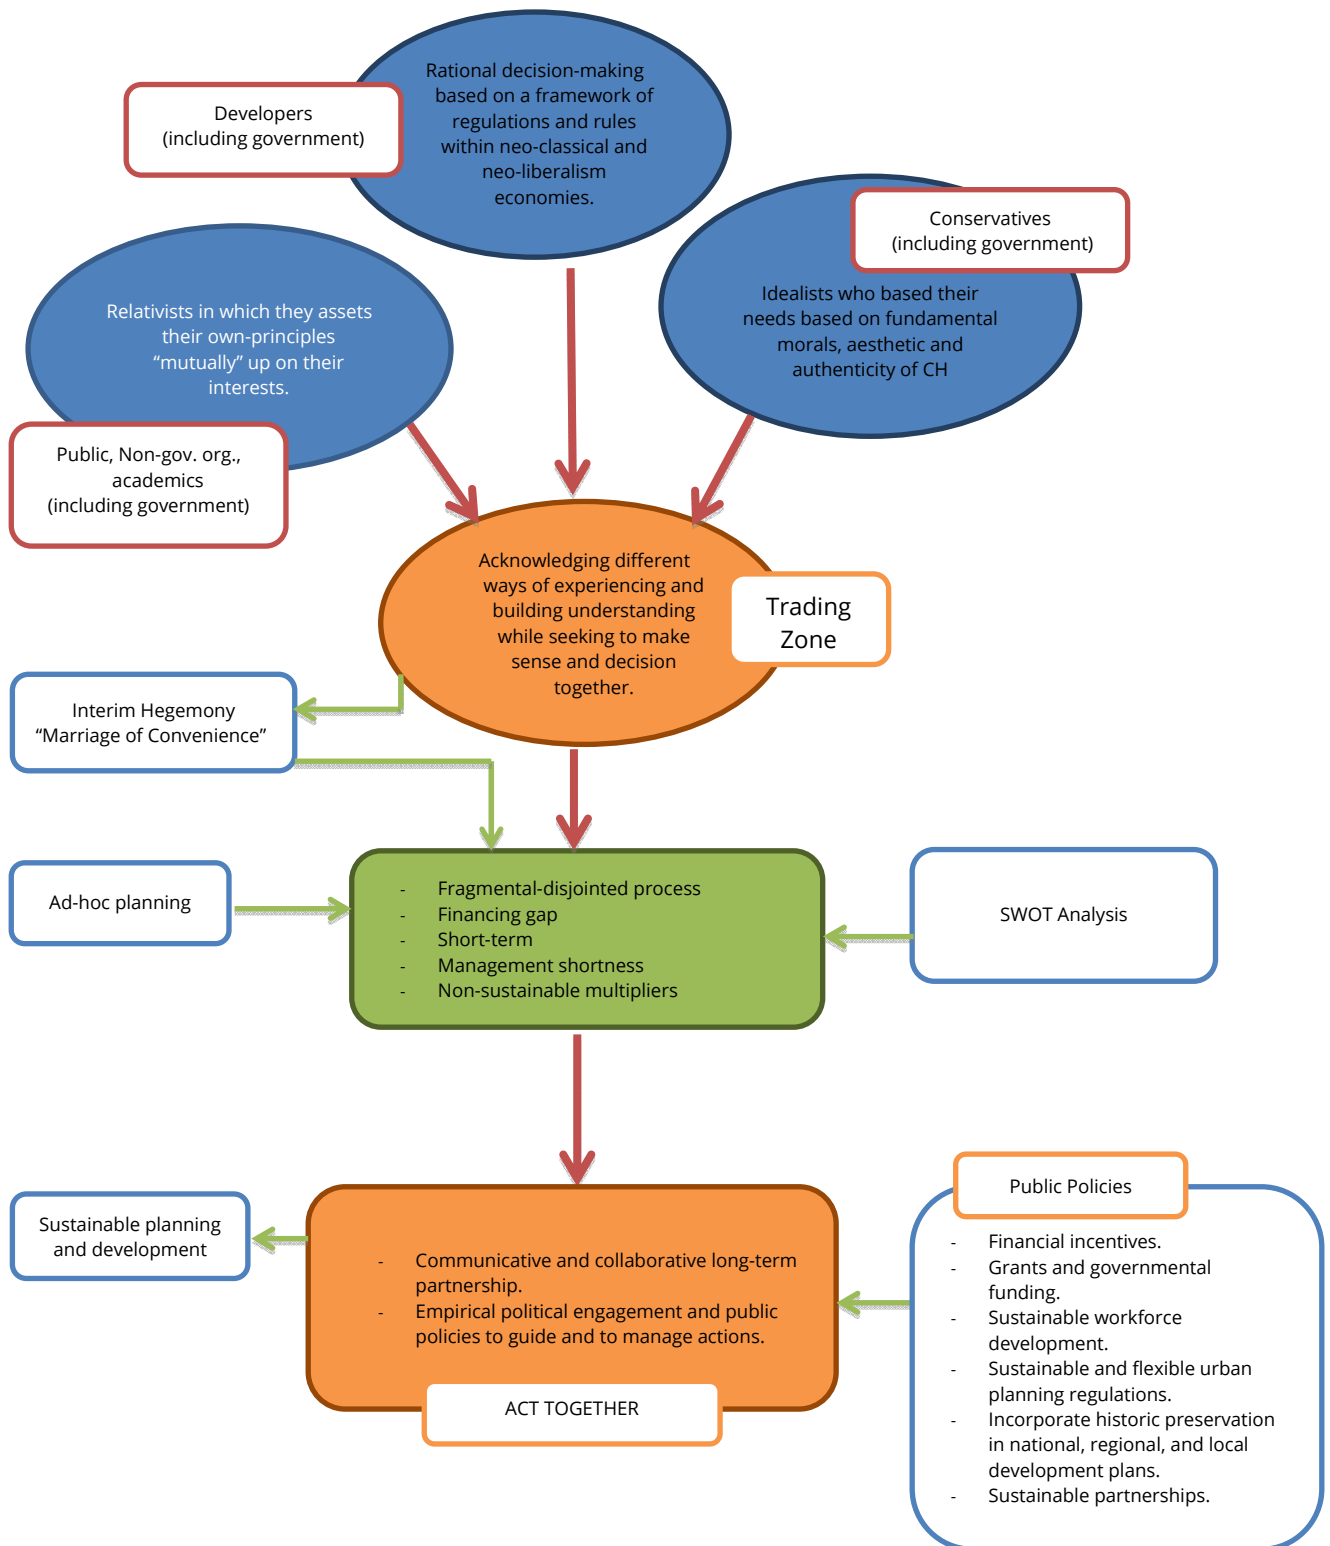 Rational decision-making
based on a framework of
regulations and rules
within neo-classical and
neo-liberalism
economies.
Developers
(including government)
Conservatives
(including government)
Idealists who based their
needs based on fundamental
morals, aesthetic and
authenticity of CH
Relativists in which they assets
their own-principles
“mutually” up on their
interests.
Public, Non-gov. org.,
academics
(including government)
Acknowledging different
ways of experiencing and
building understanding
while seeking to make
sense and decision
together.
Trading
Zone
Interim Hegemony
“Marriage of Convenience”
Ad-hoc planning
- Fragmental-disjointed process
- Financing gap
- Short-term
- Management shortness
- Non-sustainable multipliers
SWOT Analysis
Sustainable planning
and development
- Communicative and collaborative long-term
partnership.
- Empirical political engagement and public
policies to guide and to manage actions.
ACT TOGETHER
Public Policies
- Financial incentives.
- Grants and governmental
funding.
- Sustainable workforce
development.
- Sustainable and flexible urban
planning regulations.
- Incorporate historic preservation
in national, regional, and local
development plans.
- Sustainable partnerships.